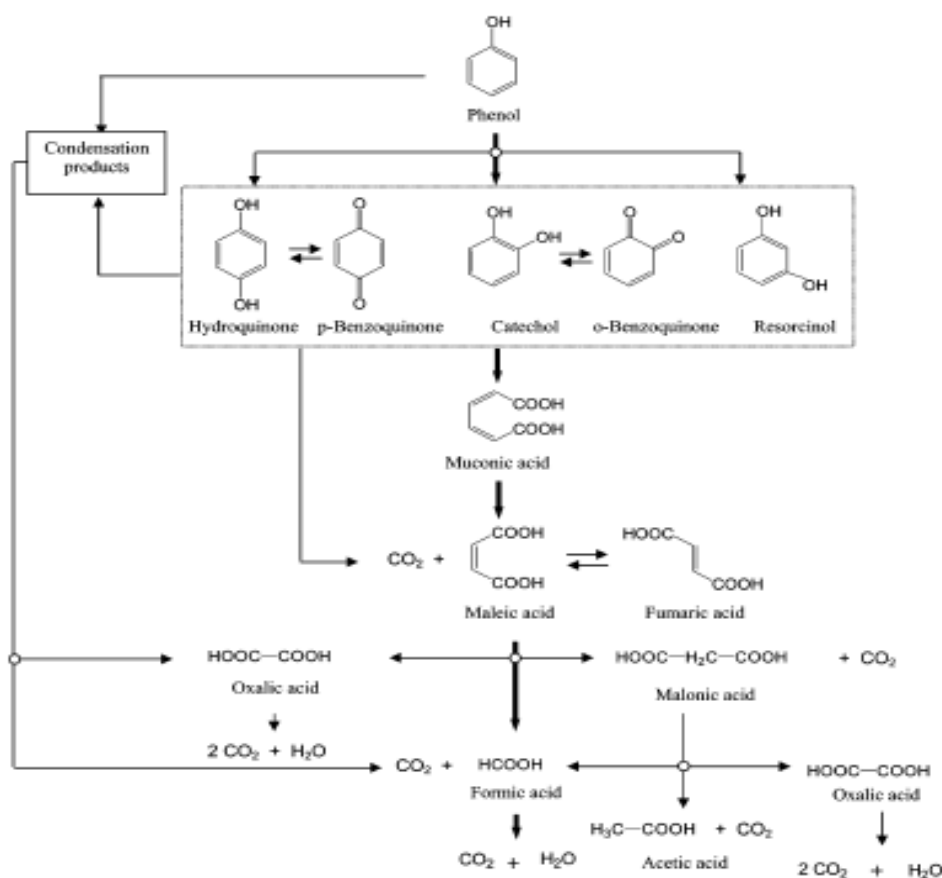 OH
Phenol
Condensation
products
OH
OH
Hydroquinone
O
O
p-Benzoquinone
OH
OH
Catechol
O
O
o-Benzoquinone
OH
OH
Resorcinol
COOH
COOH
Muconic acid
CO₂ +
COOH
COOH
Maleic acid
HOOC
COOH
Fumaric acid
HOOC—COOH
Oxalic acid
HOOC—H₂C—COOH + CO₂
Malonic acid
2 CO₂ + H₂O
CO₂ + HCOOH
Formic acid
HOOC—COOH
Oxalic acid
CO₂ + H₂O
H₃C—COOH + CO₂
Acetic acid
2 CO₂ + H₂O